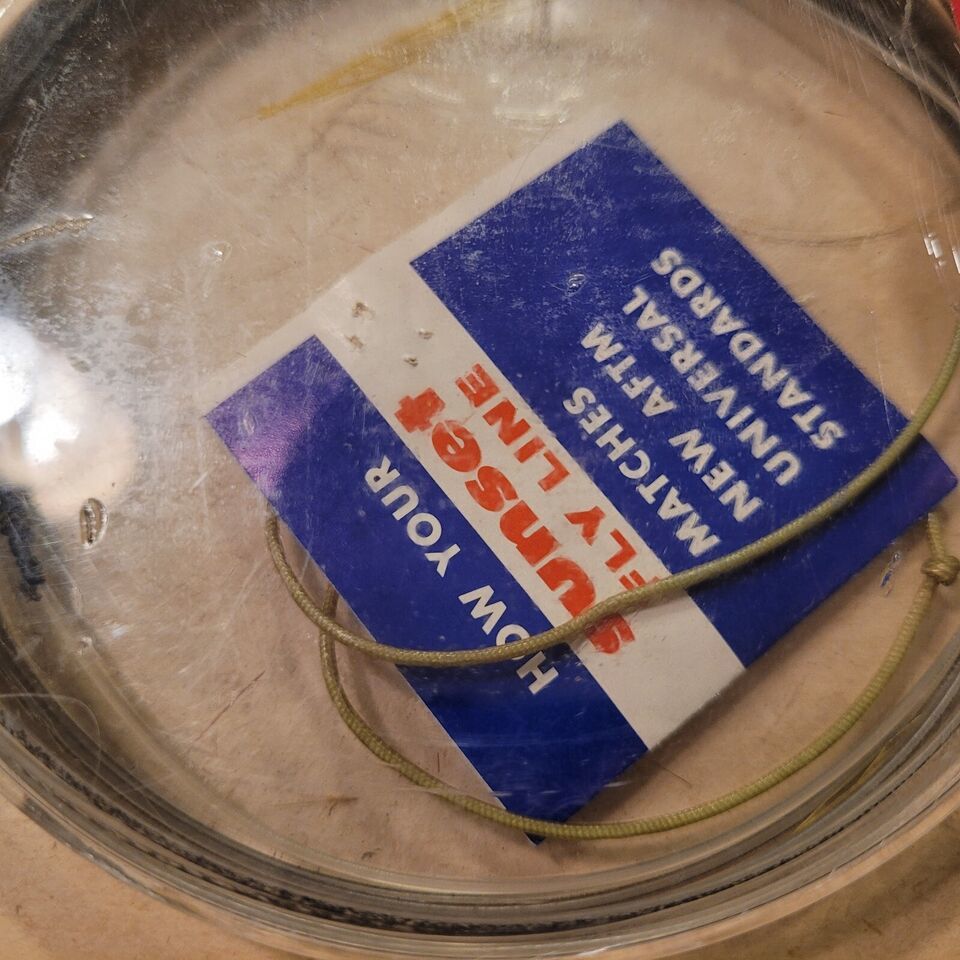 HOW YOUR
sunset
FLY LINE
MATCHES
NEW AFTM
UNIVERSAL
STANDARDS